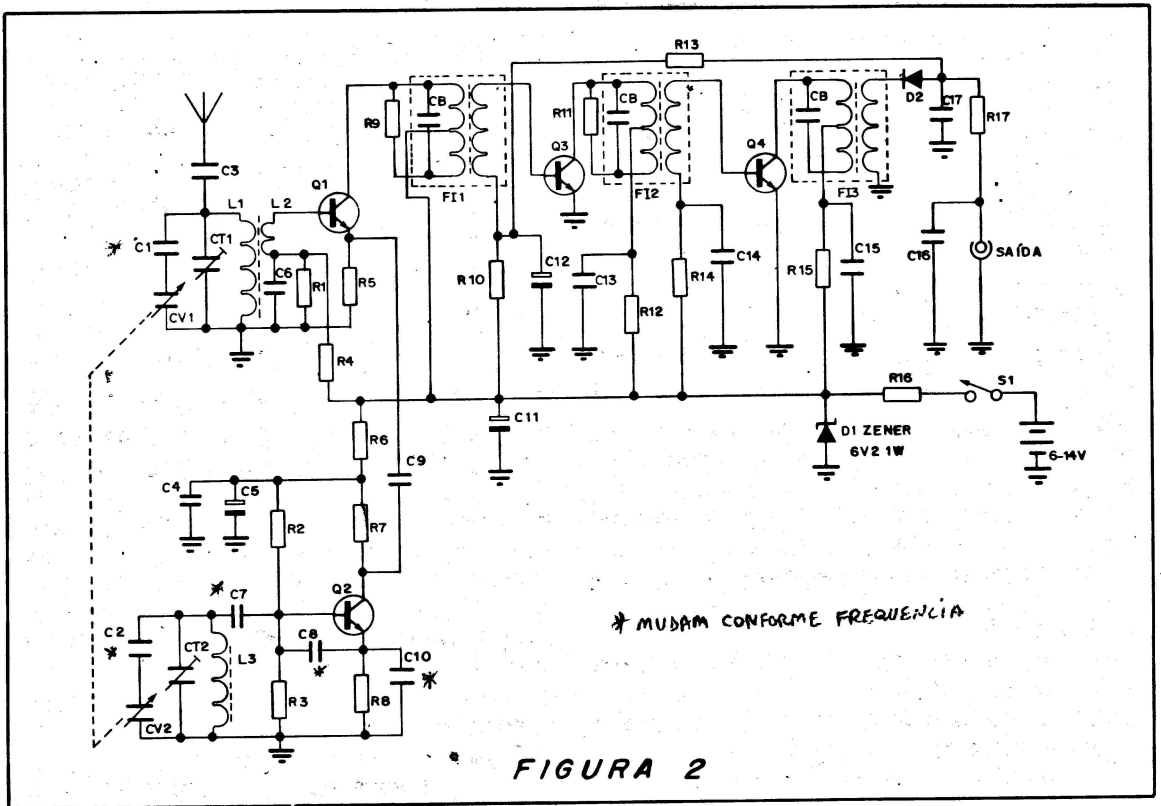 R13
R9
CB
R11
CB
CB
D2
C17
R17
C3
Q1
Q3
Q4
FI1
FI2
FI3
L1
L2
*
C1
CT1
C6
R1
R5
R10
C12
C13
R14
C14
R15
C15
C16
SAÍDA
CV1
R12
R4
R16
S1
C11
D1 ZENER
6V2 1W
6-14V
R6
C9
C4
C5
R2
R7
*
C7
Q2
* MUDAM CONFORME FREQUENCIA
C2
*
CT2
L3
C8
*
C10
*
R3
R8
CV2
FIGURA 2